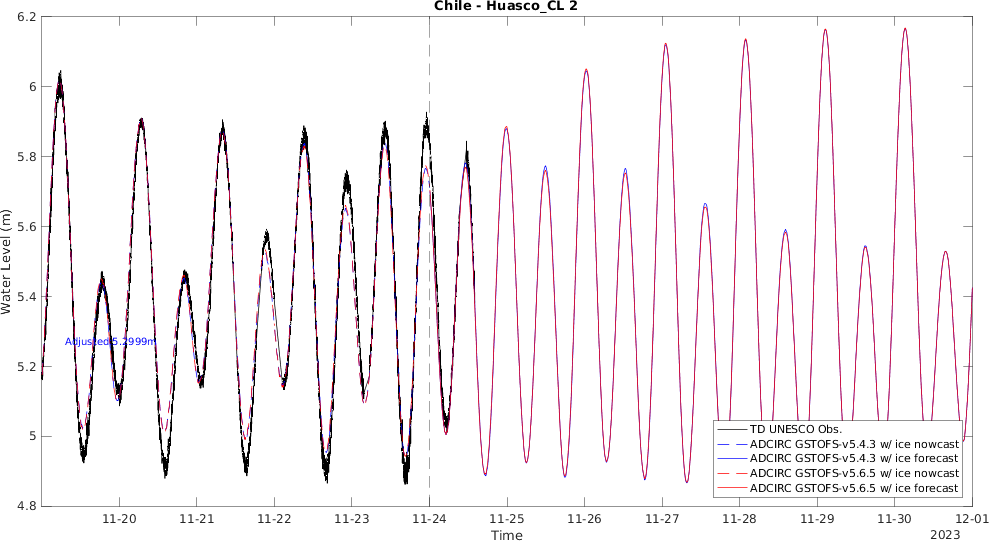 Chile - Huasco_CL 2
6.2
6
5.8
5.6
5.4
5.2
5
4.8
Water Level (m)
Adjusted 5.2999m
TD UNESCO Obs.
ADCIRC GSTOFS-v5.4.3 w/ ice nowcast
ADCIRC GSTOFS-v5.4.3 w/ ice forecast
ADCIRC GSTOFS-v5.6.5 w/ ice nowcast
ADCIRC GSTOFS-v5.6.5 w/ ice forecast
11-20 11-21 11-22 11-23 11-24 11-25 11-26 11-27 11-28 11-29 11-30 12-01
Time
2023